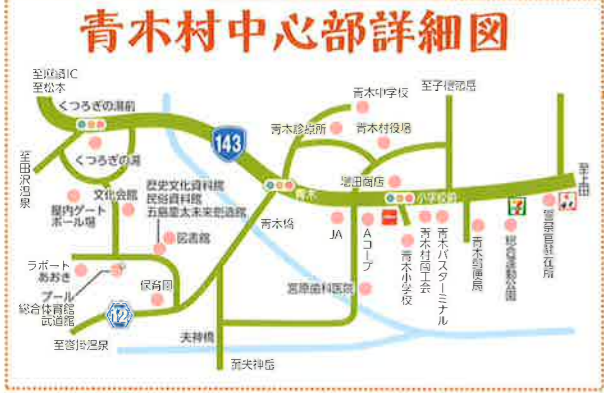 青木村中心部詳細図
至麻績IC
至松本
くつろぎの湯前
至田沢温泉
くつろぎの湯
文化会館
屋内ゲート
ボール場
歴史文化資料館
民俗資料館
五島慶太未来創造館
図書館
ラポート
あおき
プール
総合体育館
武道館
保育園
12
至沓掛温泉
143
青木中学校
至子檀嶺岳
青木診療所
青木村役場
増田商店
青木
小学校前
至上田
青木橋
JA
Aコープ
青木小学校
青木村商工会
青木バスターミナル
青木郵便局
総合運動公園
警察官駐在所
宮原歯科医院
夫神橋
至夫神岳